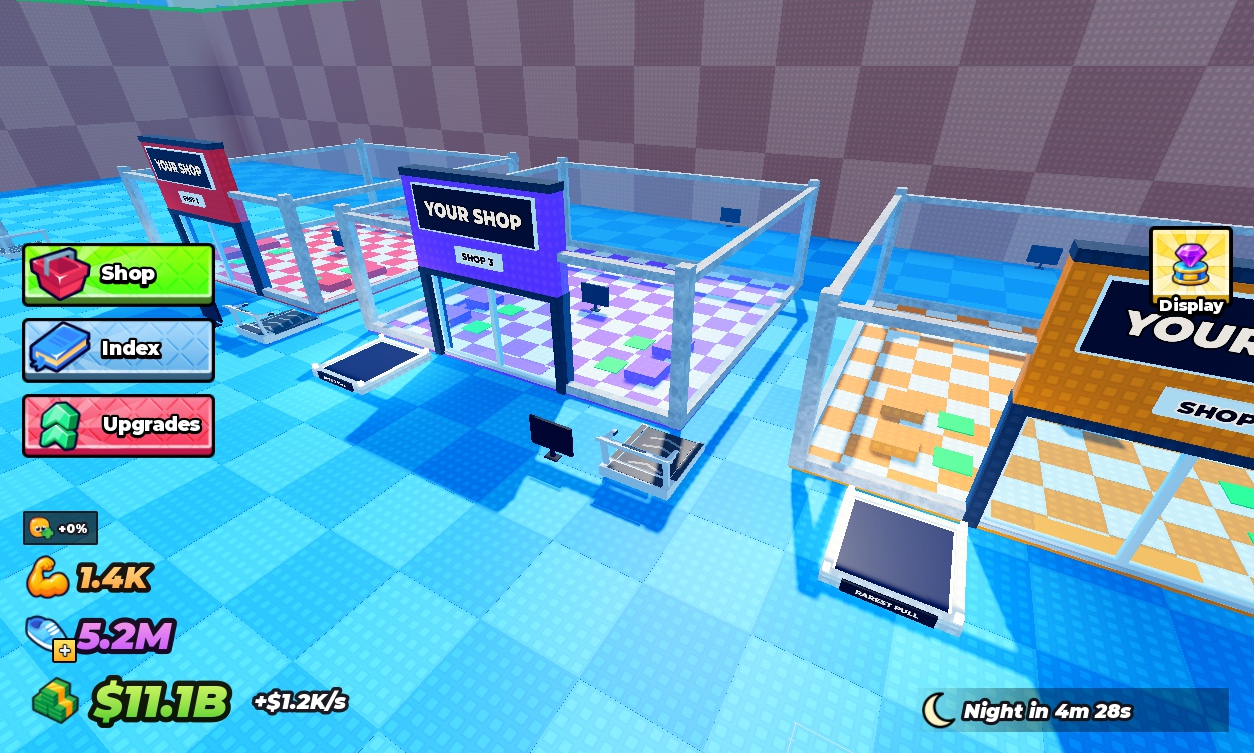 YOUR SHOP
YOUR SHOP
SHOP 3
Display
YOUR
SHOP
Shop
Index
Upgrades
+0%
1.4K
5.2M
$11.1B
+$1.2K/s
RAREST PULL
Night in 4m 28s